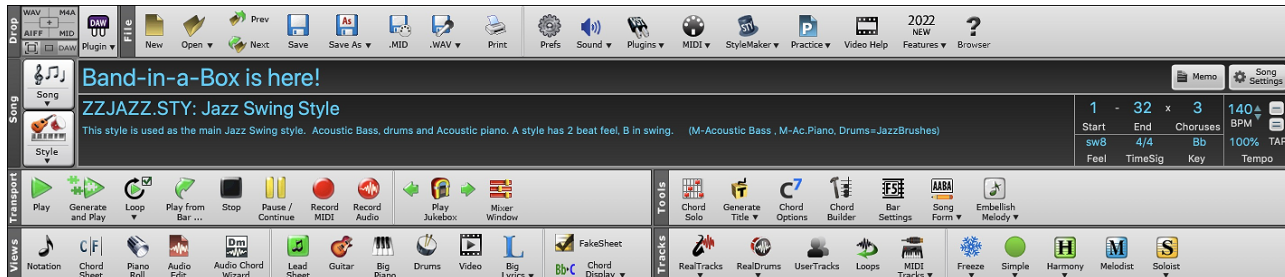 WAV M4A
+
AIFF MID
DAW
Drop
DAW
Plugin
File
New
Open
Prev
Next
Save
As
Save As
.MID
.WAV
Print
Prefs
Sound
Plugins
MIDI
STY
StyleMaker
P
Practice
Video Help
2022
NEW
Features
?
Browser
Song
Song
Style
Band-in-a-Box is here!
Memo
Song
Settings
ZZJAZZ.STY: Jazz Swing Style
This style is used as the main Jazz Swing style. Acoustic Bass, drums and Acoustic piano. A style has 2 beat feel, B in swing. (M-Acoustic Bass , M-Ac.Piano, Drums=JazzBrushes)
1 - 32 x 3
Start End Choruses
sw8 4/4 Bb
Feel TimeSig Key
140
BPM
100% TAP
Tempo
Transport
Play
Generate
and Play
Loop
Play from
Bar ...
Stop
Pause /
Continue
Record
MIDI
Record
Audio
Play
Jukebox
Mixer
Window
Tools
Chord
Solo
T
Generate
Title
C7
Chord
Options
Chord
Builder
Bar
Settings
AABA
Song
Form
Embellish
Melody
Views
Notation
C|F|
Chord
Sheet
Piano
Roll
Audio
Edit
Dm
Audio Chord
Wizard
Lead
Sheet
Guitar
Big
Piano
Drums
Video
L
Big
Lyrics
FakeSheet
Bb·C
Chord
Display
Tracks
RealTracks
RealDrums
UserTracks
Loops
MIDI
Tracks
Freeze
Simple
H
Harmony
M
Melodist
S
Soloist